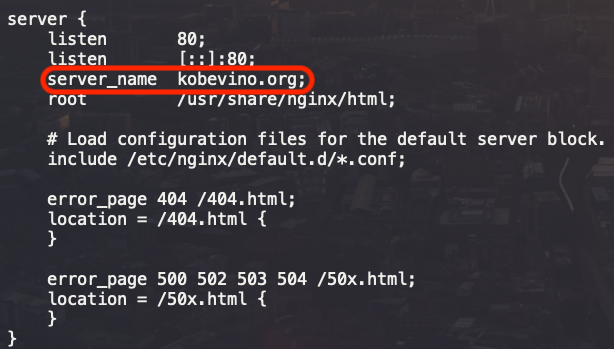 server {
    listen       80;
    listen       [::]:80;
    server_name  kobevino.org;
    root         /usr/share/nginx/html;

    # Load configuration files for the default server block.
    include /etc/nginx/default.d/*.conf;

    error_page 404 /404.html;
    location = /404.html {
    }

    error_page 500 502 503 504 /50x.html;
    location = /50x.html {
    }
}